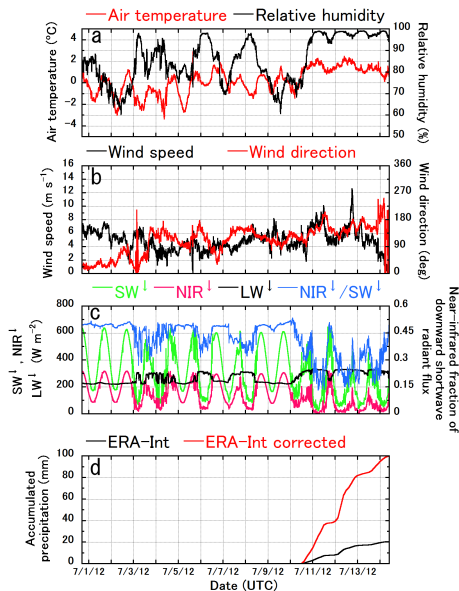 Air temperature Relative humidity
a
Air temperature (°C)
4
2
0
−2
−4
Relative humidity (%)
100
90
80
70
60
50
Wind speed Wind direction
b
Wind speed (m s⁻¹)
16
14
12
10
8
6
4
2
0
Wind direction (deg)
360
270
180
90
0
SW↓ NIR↓ LW↓ NIR↓/SW↓
c
SW↓, NIR↓
LW↓ (W m⁻²)
800
600
400
200
0
Near-infrared fraction of
downward shortwave
radiant flux
0.6
0.45
0.3
0.15
0
ERA-Int ERA-Int corrected
d
Accumulated
precipitation (mm)
100
80
60
40
20
0
7/1/12 7/3/12 7/5/12 7/7/12 7/9/12 7/11/12 7/13/12
Date (UTC)